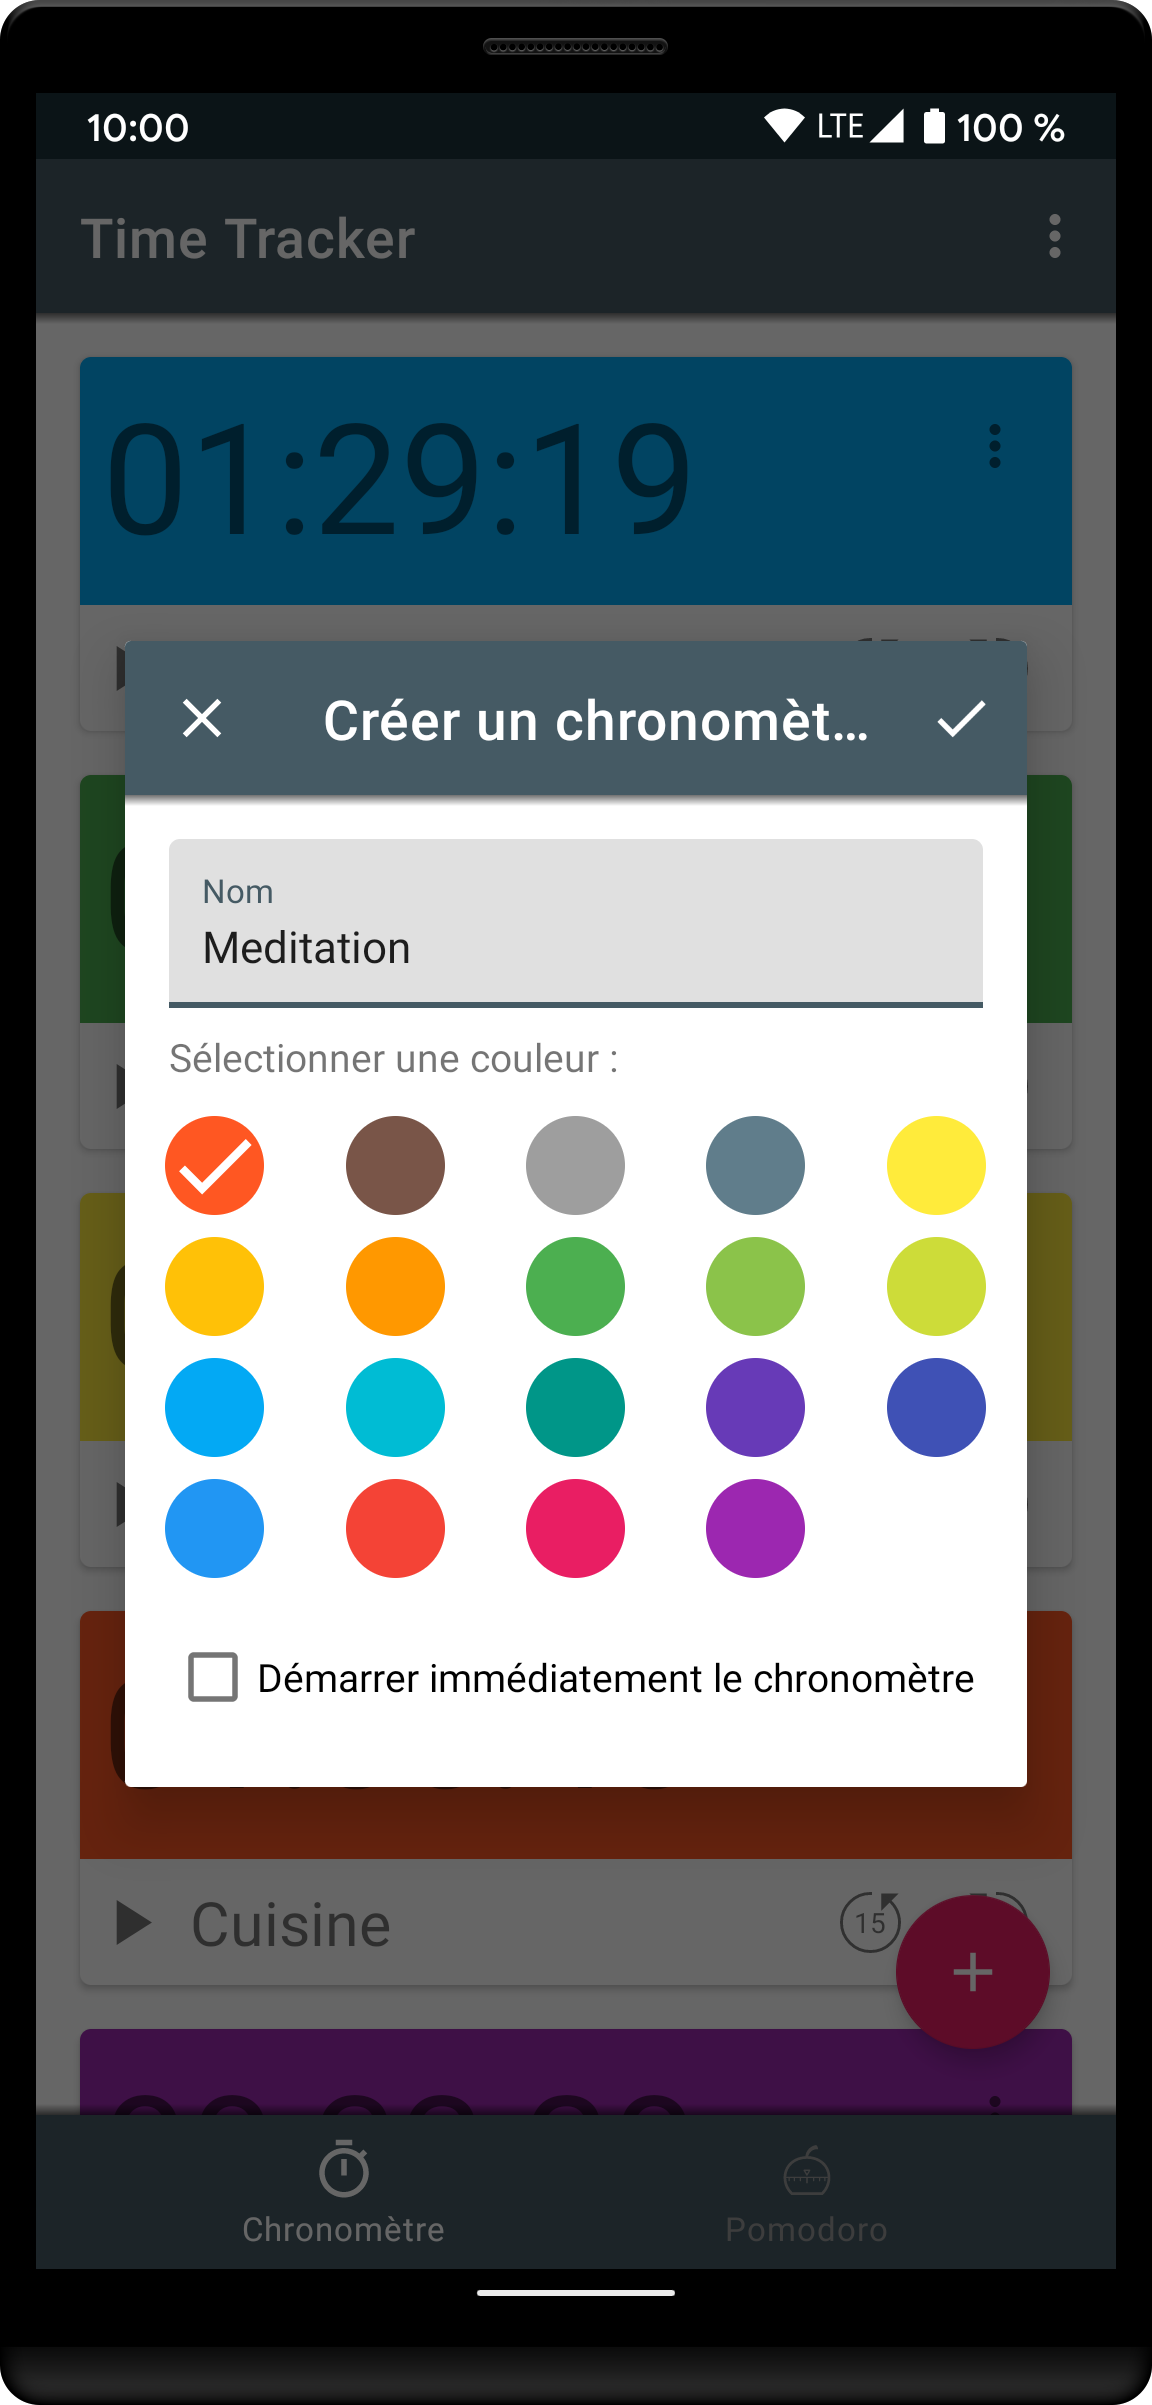 10:00 LTE 100 %
Time Tracker
01:29:19
Créer un chronomèt...
Nom
Meditation
Sélectionner une couleur :
Démarrer immédiatement le chronomètre
Cuisine 15
Chronomètre Pomodoro